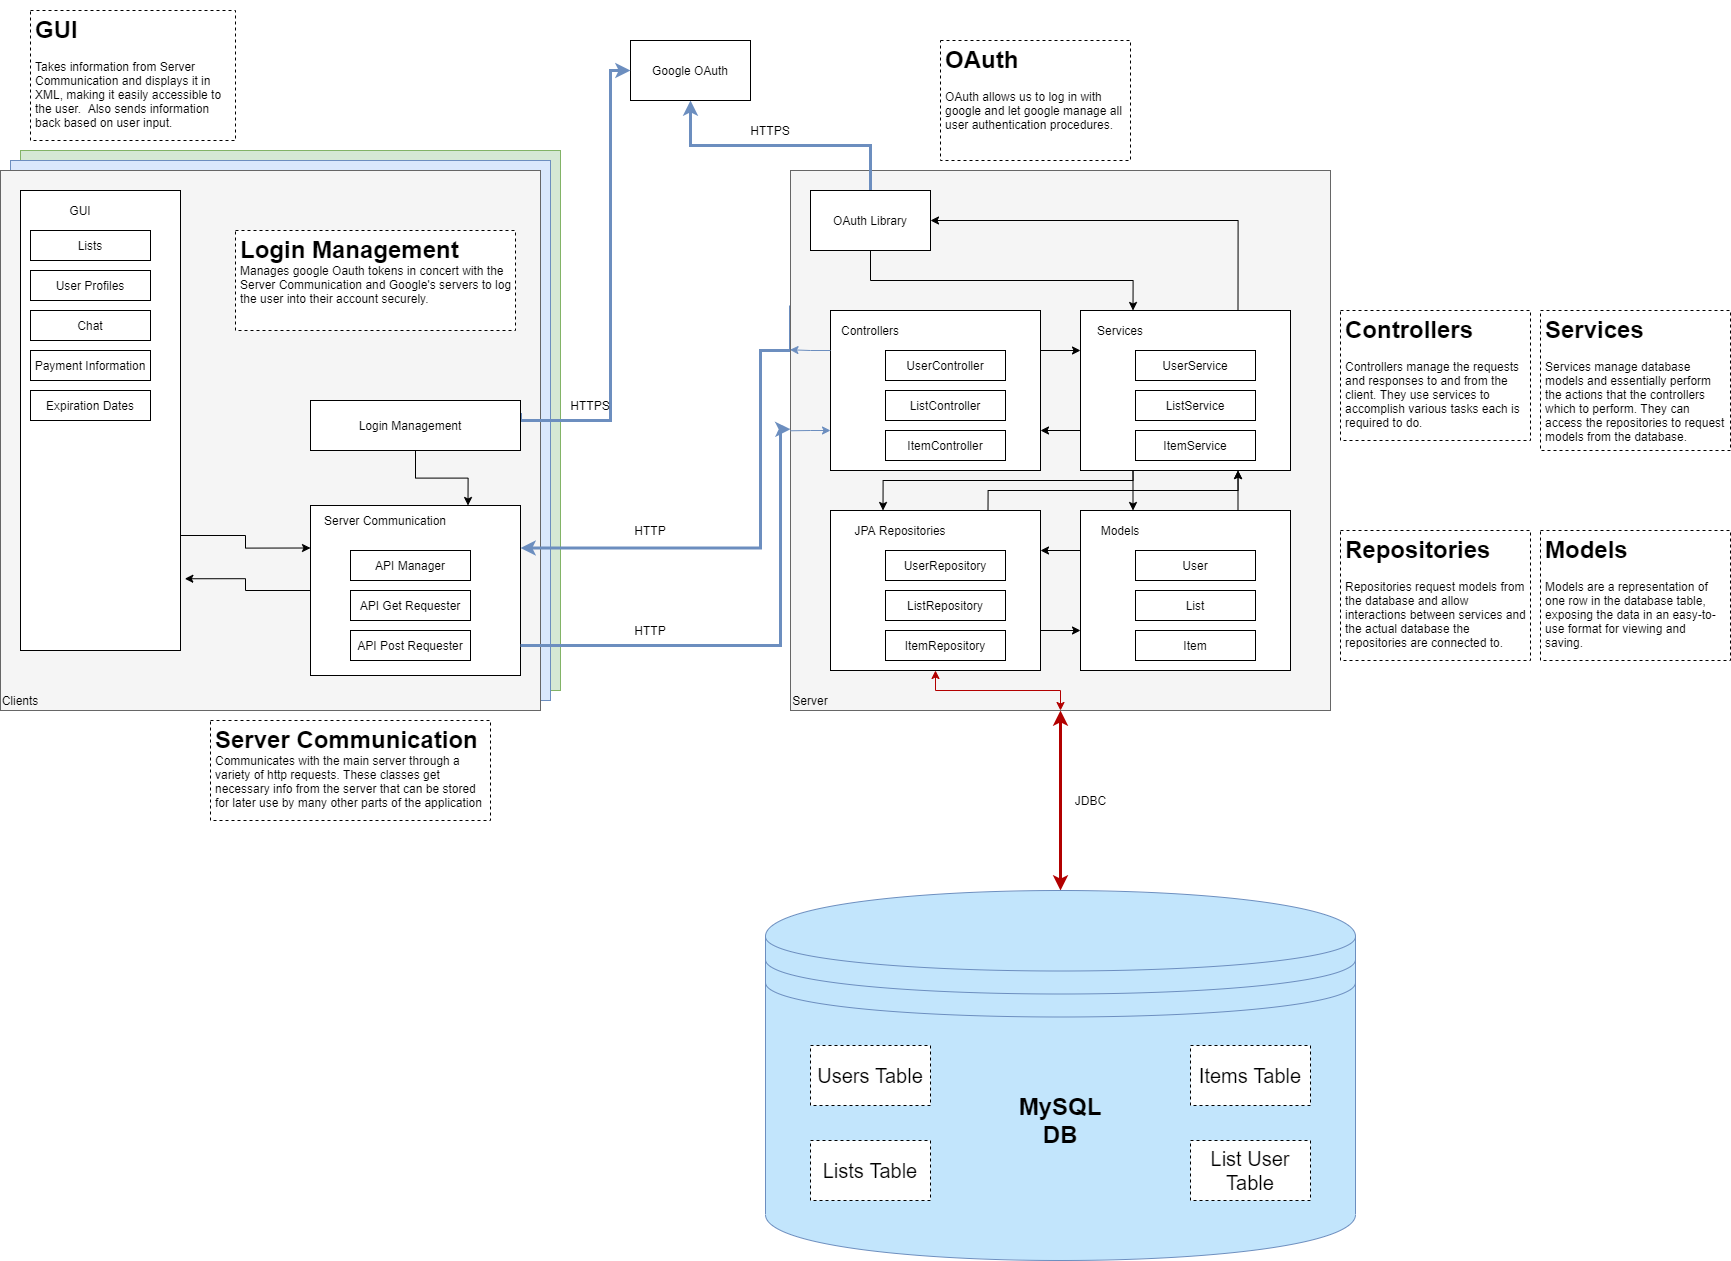 GUI
Takes information from Server
Communication and displays it in
XML, making it easily accessible to
the user.  Also sends information
back based on user input.
Google OAuth
HTTPS
OAuth
OAuth allows us to log in with
google and let google manage all
user authentication procedures.
GUI
Lists
User Profiles
Chat
Payment Information
Expiration Dates
Login Management
Manages google Oauth tokens in concert with the
Server Communication and Google's servers to log
the user into their account securely.
Login Management
HTTPS
Server Communication
API Manager
API Get Requester
API Post Requester
Clients
HTTP
HTTP
Server Communication
Communicates with the main server through a
variety of http requests. These classes get
necessary info from the server that can be stored
for later use by many other parts of the application
OAuth Library
Controllers
UserController
ListController
ItemController
Services
UserService
ListService
ItemService
JPA Repositories
UserRepository
ListRepository
ItemRepository
Models
User
List
Item
Server
Controllers
Controllers manage the requests
and responses to and from the
client. They use services to
accomplish various tasks each is
required to do.
Services
Services manage database
models and essentially perform
the actions that the controllers
which to perform. They can
access the repositories to request
models from the database.
Repositories
Repositories request models from
the database and allow
interactions between services and
the actual database the
repositories are connected to.
Models
Models are a representation of
one row in the database table,
exposing the data in an easy-to-
use format for viewing and
saving.
JDBC
Users Table
Items Table
MySQL
DB
Lists Table
List User
Table